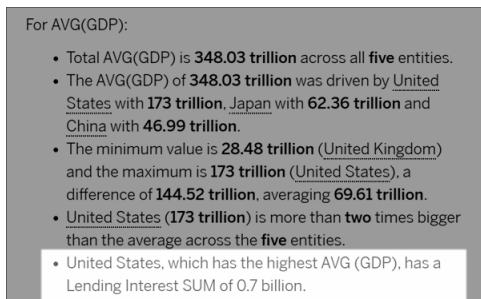 For AVG(GDP):
• Total AVG(GDP) is 348.03 trillion across all five entities.
• The AVG(GDP) of 348.03 trillion was driven by United
States with 173 trillion, Japan with 62.36 trillion and
China with 46.99 trillion.
• The minimum value is 28.48 trillion (United Kingdom)
and the maximum is 173 trillion (United States), a
difference of 144.52 trillion, averaging 69.61 trillion.
• United States (173 trillion) is more than two times bigger
than the average across the five entities.
• United States, which has the highest AVG (GDP), has a
Lending Interest SUM of 0.7 billion.